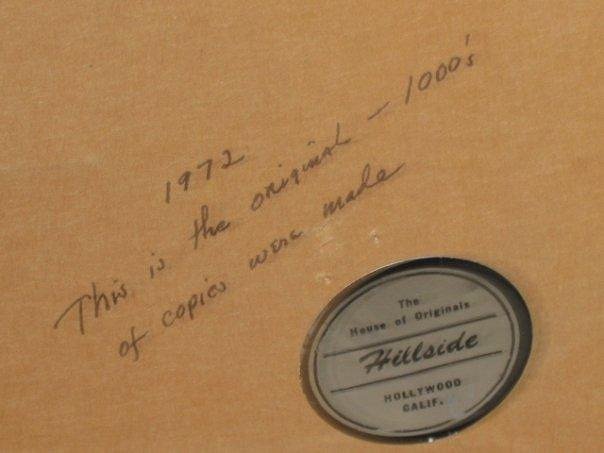 1972
This is the original - 1000's
of copies were made
The
House of Originals
Hillside
HOLLYWOOD
CALIF.